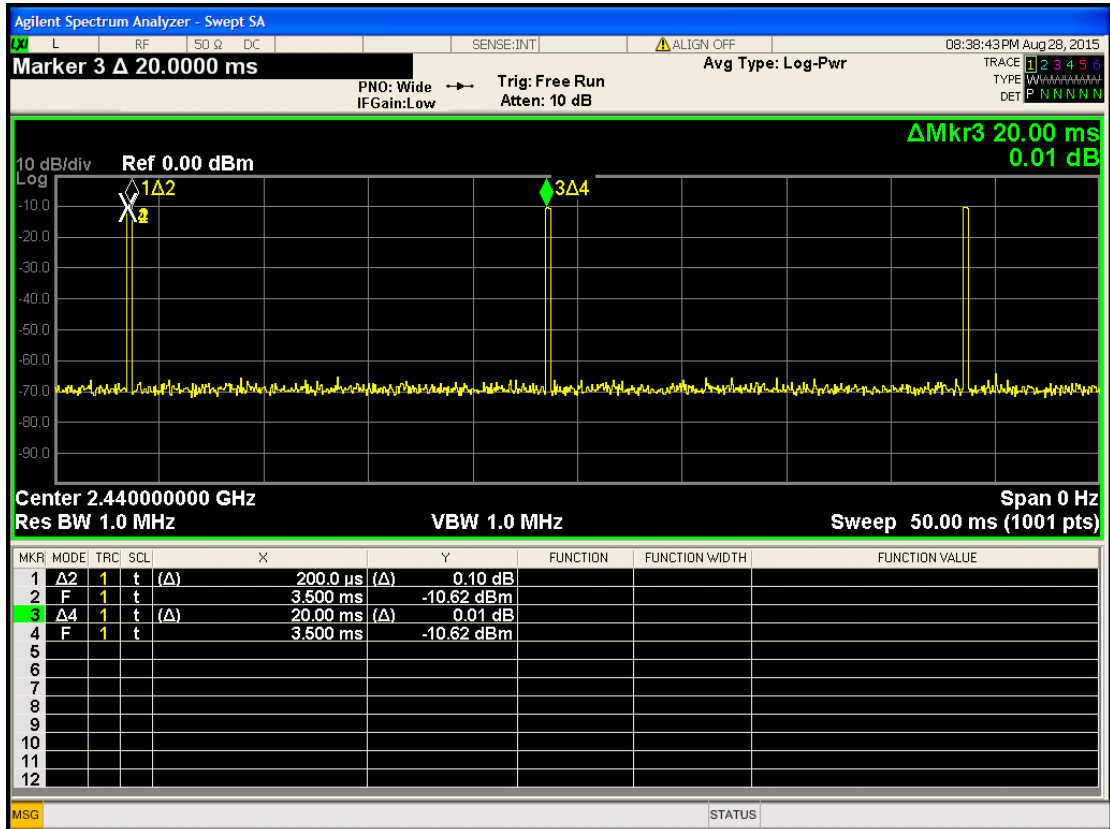 Agilent Spectrum Analyzer - Swept SA
LXI L RF 50 Ω DC SENSE:INT ALIGN OFF 08:38:43 PM Aug 28, 2015
Marker 3 Δ 20.0000 ms
PNO: Wide
IFGain:Low
Trig: Free Run
Atten: 10 dB
Avg Type: Log-Pwr
TRACE 1 2 3 4 5 6
TYPE W
DET P N N N N N
ΔMkr3 20.00 ms
0.01 dB
10 dB/div Ref 0.00 dBm
Log
1Δ2
3Δ4
-10.0
-20.0
-30.0
-40.0
-50.0
-60.0
-70.0
-80.0
-90.0
Center 2.440000000 GHz Span 0 Hz
Res BW 1.0 MHz VBW 1.0 MHz Sweep 50.00 ms (1001 pts)
MKR MODE TRC SCL X Y FUNCTION FUNCTION WIDTH FUNCTION VALUE
1 Δ2 1 t (Δ) 200.0 µs (Δ) 0.10 dB
2 F 1 t 3.500 ms -10.62 dBm
3 Δ4 1 t (Δ) 20.00 ms (Δ) 0.01 dB
4 F 1 t 3.500 ms -10.62 dBm
5
6
7
8
9
10
11
12
MSG STATUS